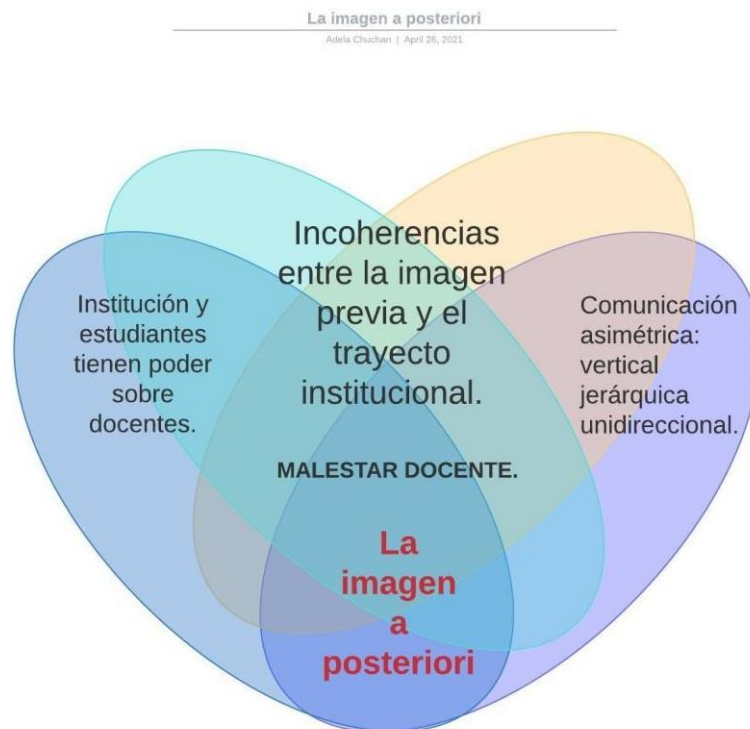 La imagen a posteriori
Adela Chuchan | April 26, 2021
Incoherencias
entre la imagen
previa y el
trayecto
institucional.
Institución y
estudiantes
tienen poder
sobre
docentes.
Comunicación
asimétrica:
vertical
jerárquica
unidireccional.
MALESTAR DOCENTE.
La
imagen
a
posteriori